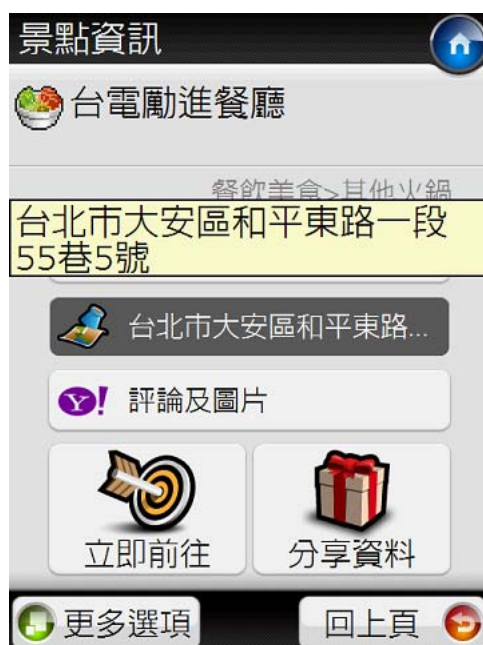 景點資訊
台電勵進餐廳
餐飲美食>其他火鍋
台北市大安區和平東路一段
55巷5號
台北市大安區和平東路...
Y! 評論及圖片
立即前往
分享資料
更多選項
回上頁